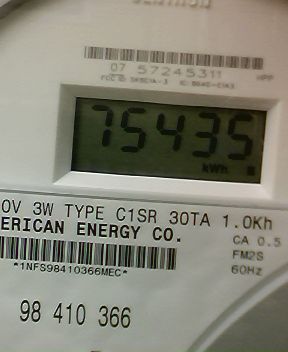 07 57245311
HPP
75435
kWh
0V 3W TYPE C1SR 30TA 1.0Kh
ERICAN ENERGY CO.
CA 0.5
FM2S
*1NFS98410366MEC*
60Hz
98 410 366